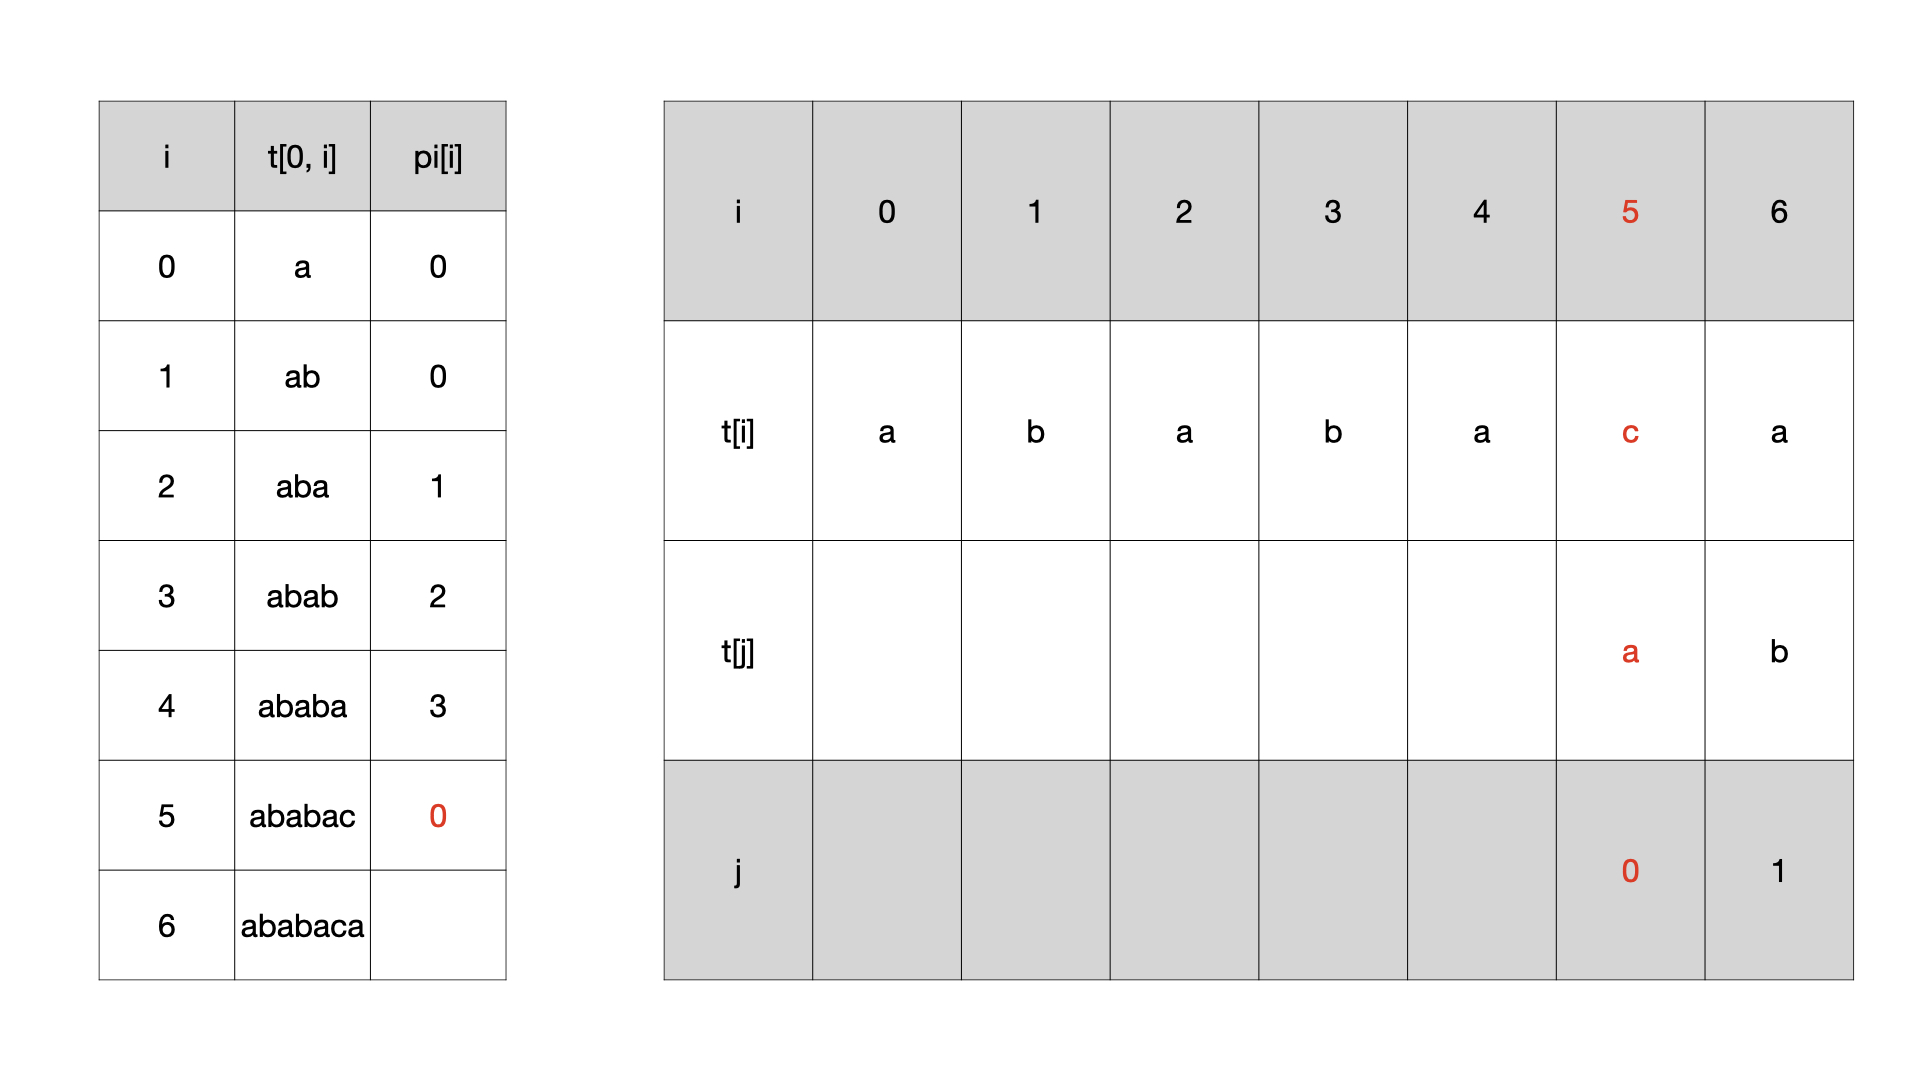 i t[0, i] pi[i]
0 a 0
1 ab 0
2 aba 1
3 abab 2
4 ababa 3
5 ababac 0
6 ababaca
i 0 1 2 3 4 5 6
t[i] a b a b a c a
t[j] a b
j 0 1